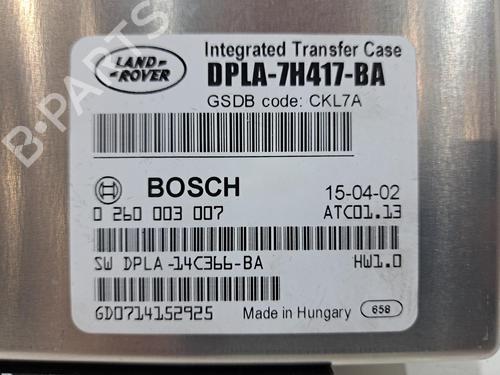 LAND-
ROVER
Integrated Transfer Case
DPLA-7H417-BA
GSDB code: CKL7A
BOSCH
15-04-02
0 260 003 007
ATC01.13
SW DPLA-14C366-BA
HW1.0
GD0714152925
Made in Hungary
658